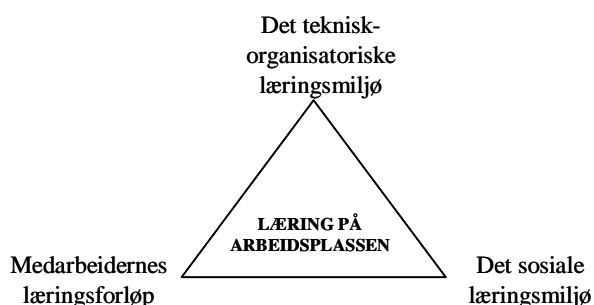 Det teknisk-
organisatoriske
læringsmiljø
LÆRING PÅ
ARBEIDSPLASSEN
Medarbeidernes
læringsforløp
Det sosiale
læringsmiljø